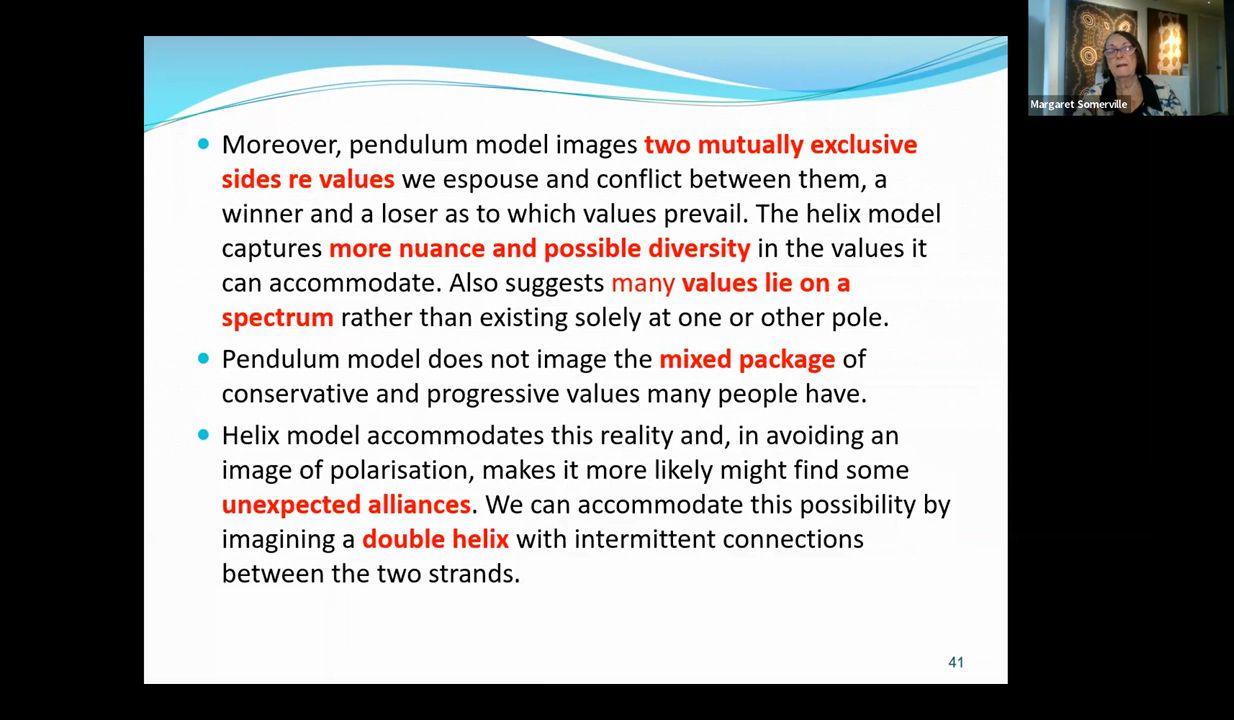 Moreover, pendulum model images two mutually exclusive
sides re values we espouse and conflict between them, a
winner and a loser as to which values prevail. The helix model
captures more nuance and possible diversity in the values it
can accommodate. Also suggests many values lie on a
spectrum rather than existing solely at one or other pole.
Pendulum model does not image the mixed package of
conservative and progressive values many people have.
Helix model accommodates this reality and, in avoiding an
image of polarisation, makes it more likely might find some
unexpected alliances. We can accommodate this possibility by
imagining a double helix with intermittent connections
between the two strands.
41
Margaret Somerville